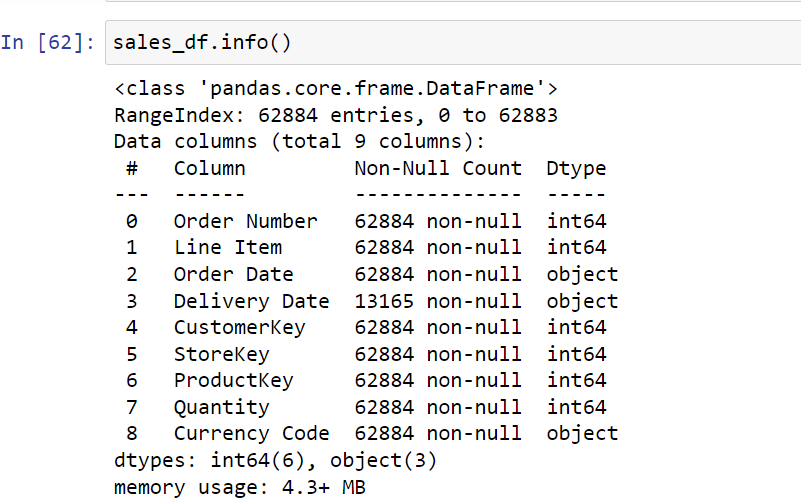 In [62]: sales_df.info()
<class 'pandas.core.frame.DataFrame'>
RangeIndex: 62884 entries, 0 to 62883
Data columns (total 9 columns):
 #   Column         Non-Null Count  Dtype
---  ------         --------------  -----
 0   Order Number   62884 non-null  int64
 1   Line Item      62884 non-null  int64
 2   Order Date     62884 non-null  object
 3   Delivery Date  13165 non-null  object
 4   CustomerKey    62884 non-null  int64
 5   StoreKey       62884 non-null  int64
 6   ProductKey     62884 non-null  int64
 7   Quantity       62884 non-null  int64
 8   Currency Code  62884 non-null  object
dtypes: int64(6), object(3)
memory usage: 4.3+ MB